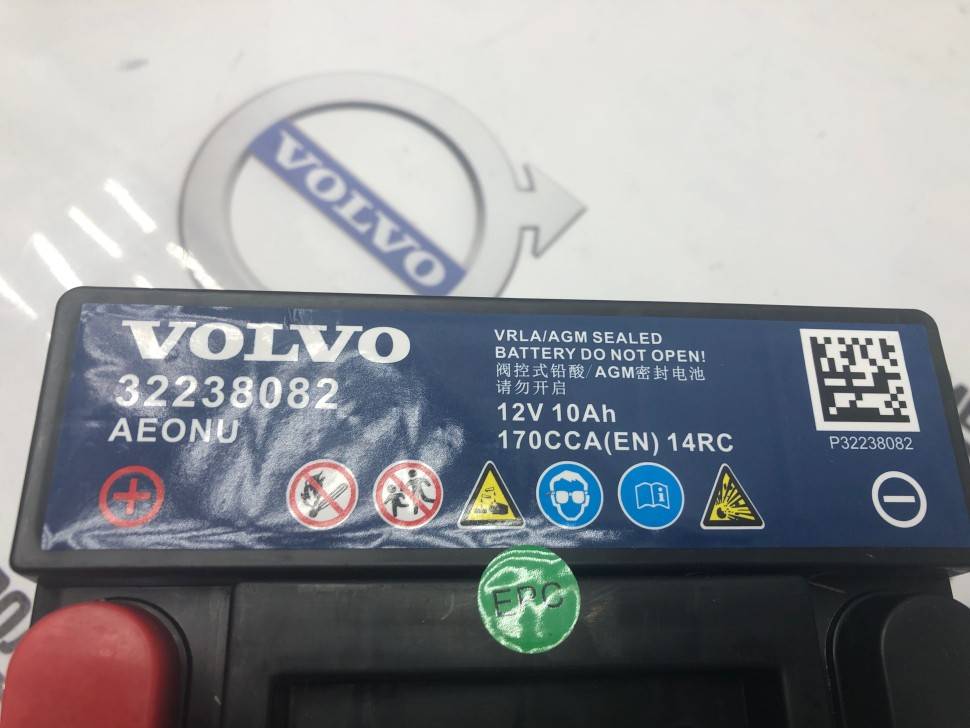 VOLVO
VOLVO
32238082
AEONU
VRLA/AGM SEALED
BATTERY DO NOT OPEN!
阀控式铅酸/AGM密封电池
请勿开启
12V 10Ah
170CCA(EN) 14RC
P32238082
EPC